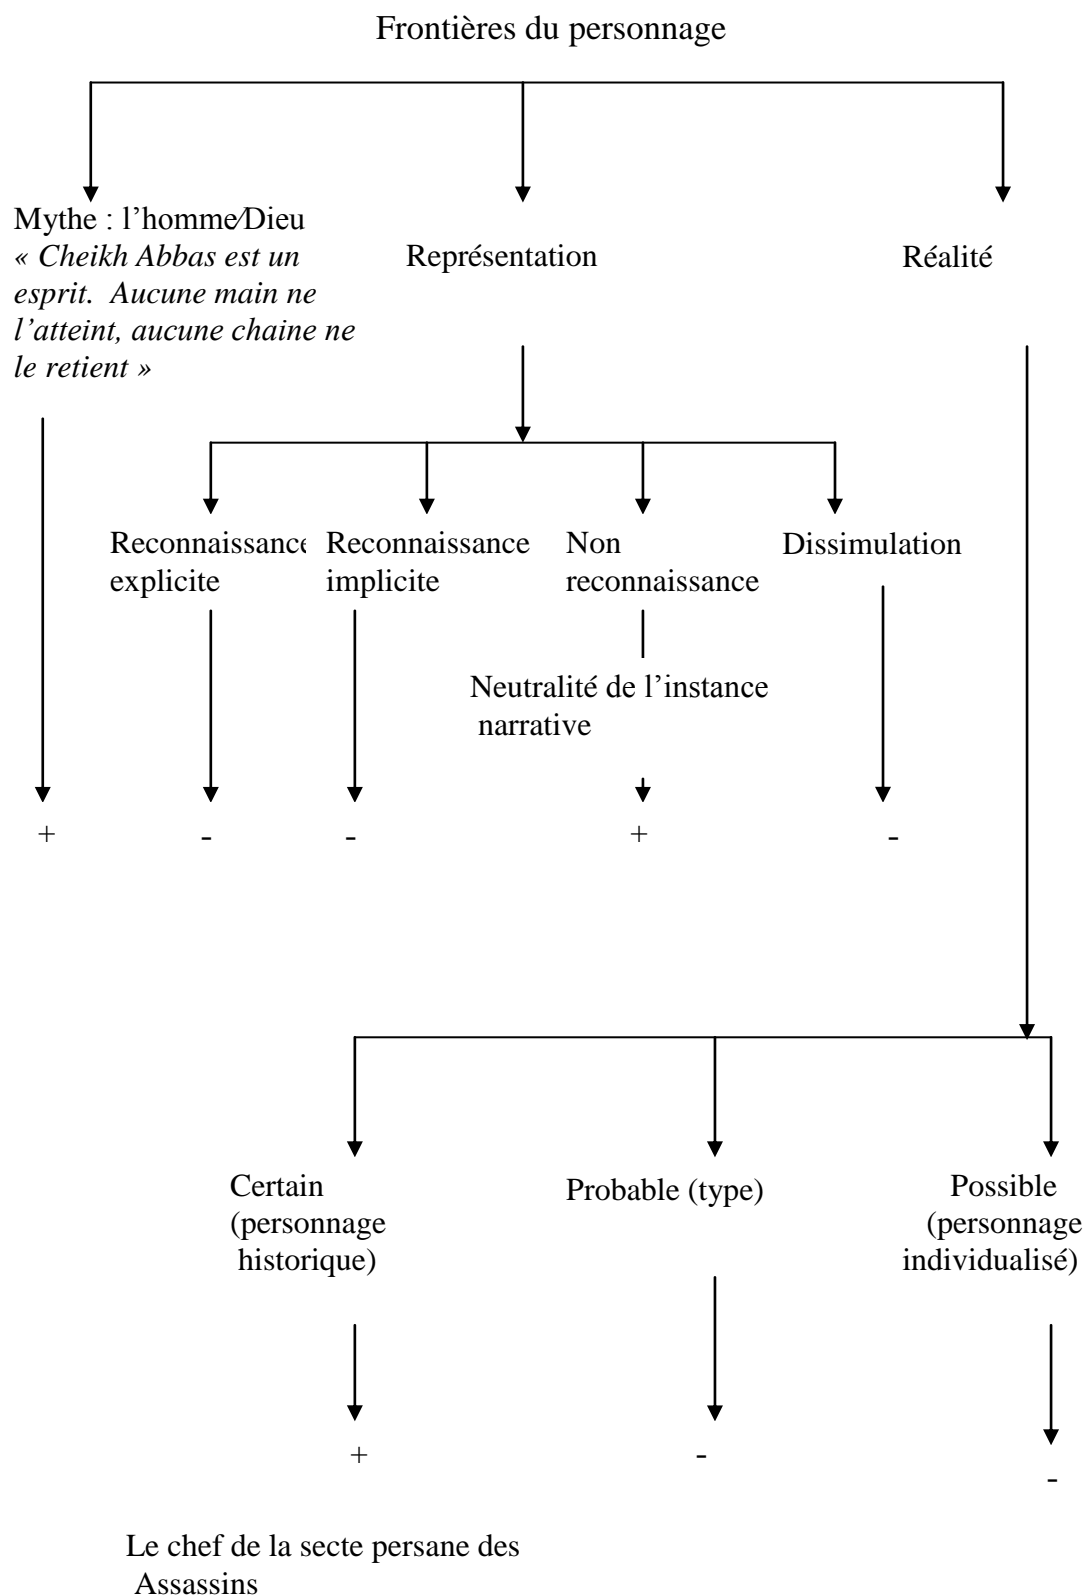 Frontières du personnage
Mythe : l’homme/Dieu
« Cheikh Abbas est un
esprit. Aucune main ne
l’atteint, aucune chaine ne
le retient »
Représentation
Réalité
Reconnaissance
explicite
Reconnaissance
implicite
Non
reconnaissance
Dissimulation
Neutralité de l’instance
narrative
+
-
-
+
-
Certain
(personnage
historique)
Probable (type)
Possible
(personnage
individualisé)
+
-
-
Le chef de la secte persane des
Assassins